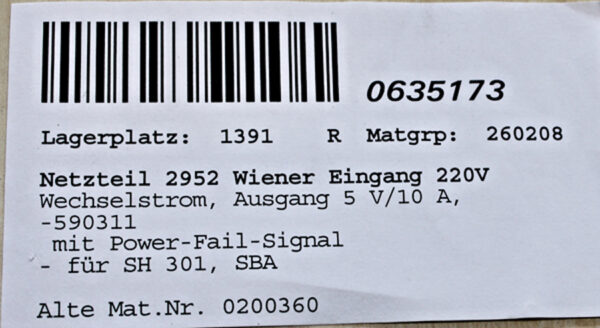 0635173
Lagerplatz: 1391 R Matgrp: 260208
Netzteil 2952 Wiener Eingang 220V
Wechselstrom, Ausgang 5 V/10 A,
-590311
mit Power-Fail-Signal
- für SH 301, SBA
Alte Mat.Nr. 0200360